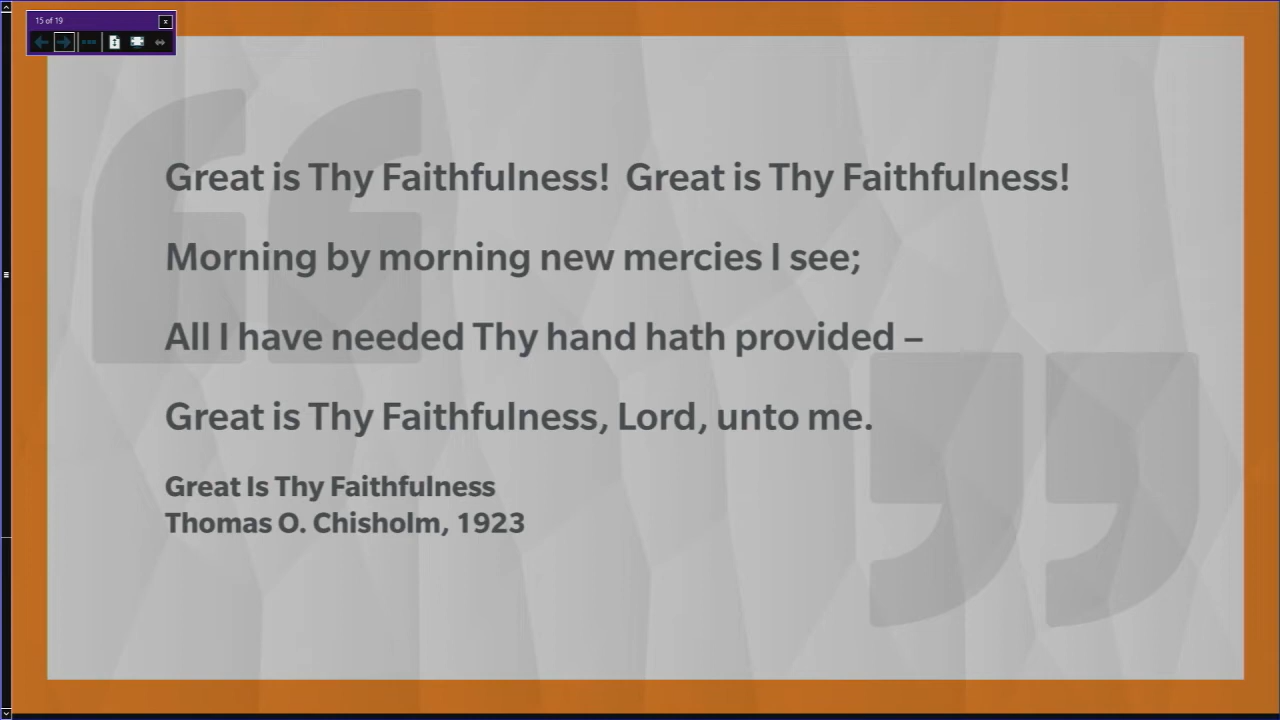 15 of 19
x
Great is Thy Faithfulness!  Great is Thy Faithfulness!
Morning by morning new mercies I see;
All I have needed Thy hand hath provided –
Great is Thy Faithfulness, Lord, unto me.
Great Is Thy Faithfulness
Thomas O. Chisholm, 1923